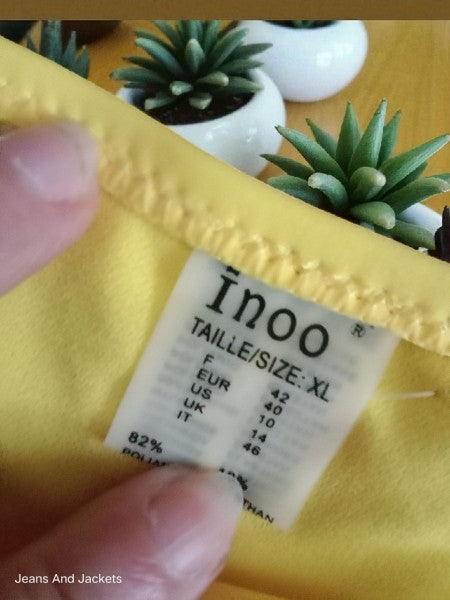 Inoo ®
TAILLE/SIZE: XL
F 42
EUR 40
US 10
UK 14
IT 46
82%
Jeans And Jackets